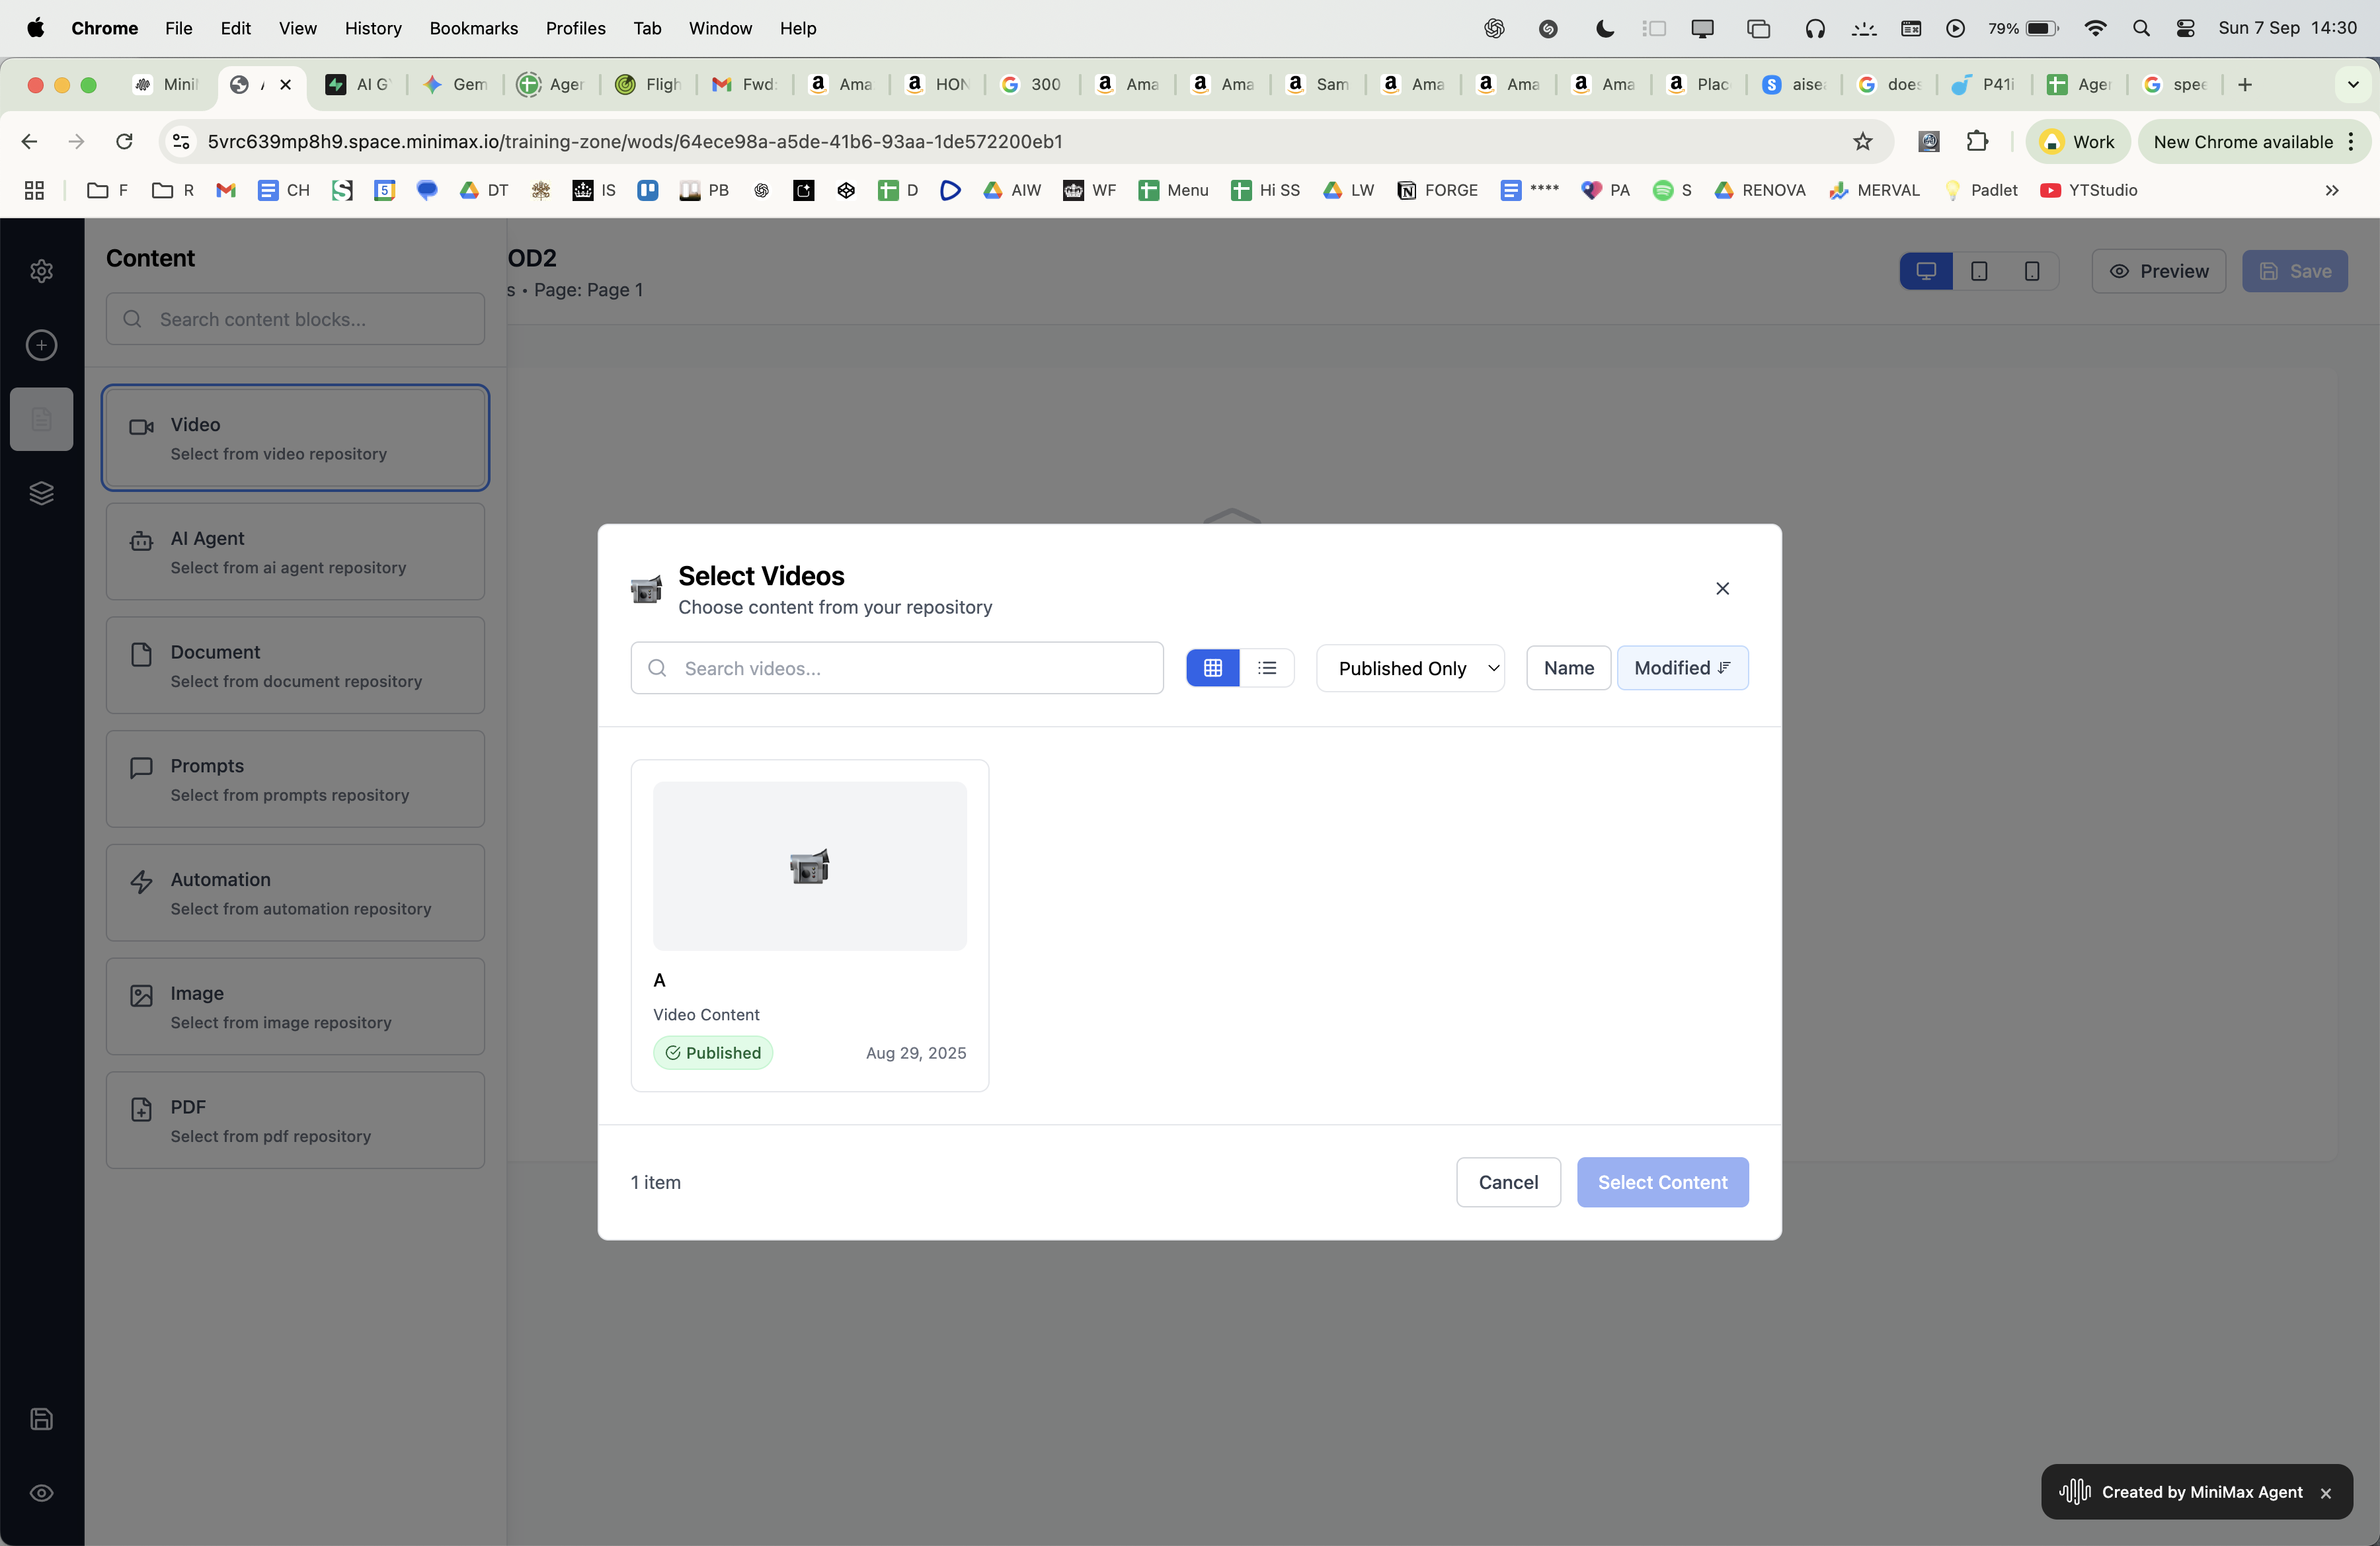 Chrome File Edit View History Bookmarks Profiles Tab Window Help 79% Sun 7 Sep 14:30
AI G Gem Ager Fligh Fwd: Ama HON 300 Ama Ama Sam Ama Ama Ama Plac aise does P41i Ager spee
5vrc639mp8h9.space.minimax.io/training-zone/wods/64ece98a-a5de-41b6-93aa-1de572200eb1 Work New Chrome available
F R CH 5 DT IS PB D AIW WF Menu Hi SS LW FORGE **** PA S RENOVA MERVAL Padlet YTStudio
Content
Search content blocks...
Video
Select from video repository
AI Agent
Select from ai agent repository
Document
Select from document repository
Prompts
Select from prompts repository
Automation
Select from automation repository
Image
Select from image repository
PDF
Select from pdf repository
OD2
s • Page: Page 1
Preview
Save
Select Videos
Choose content from your repository
Search videos...
Published Only
Name
Modified
A
Video Content
Published
Aug 29, 2025
1 item
Cancel
Select Content
Created by MiniMax Agent